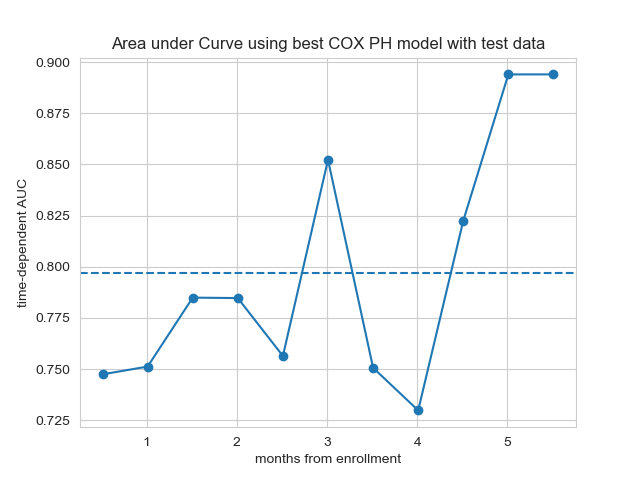 Area under Curve using best COX PH model with test data
time-dependent AUC
0.900
0.875
0.850
0.825
0.800
0.775
0.750
0.725
1 2 3 4 5
months from enrollment